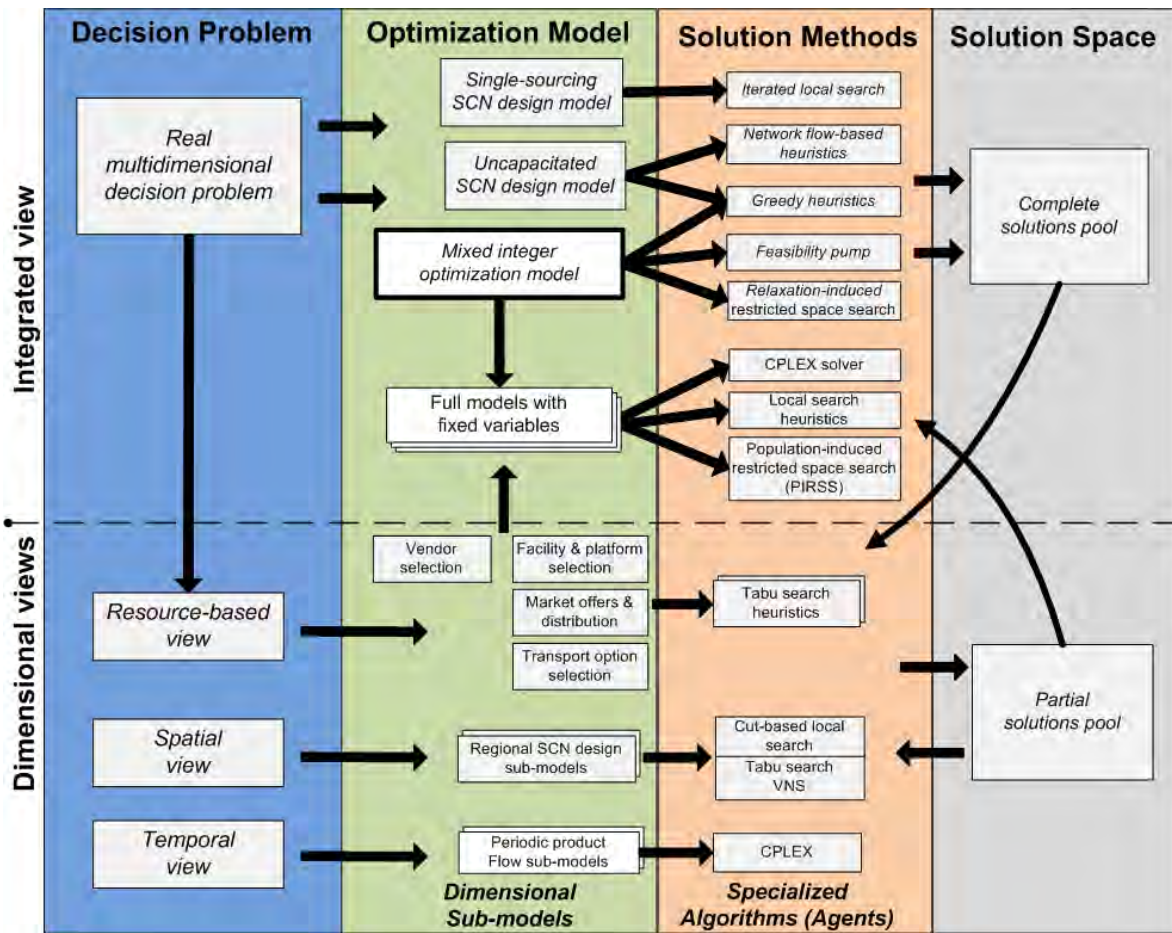 Decision Problem
Optimization Model
Solution Methods
Solution Space
Integrated view
Dimensional views
Real
multidimensional
decision problem
Resource-based
view
Spatial
view
Temporal
view
Single-sourcing
SCN design model
Uncapacitated
SCN design model
Mixed integer
optimization model
Full models with
fixed variables
Vendor
selection
Facility & platform
selection
Market offers &
distribution
Transport option
selection
Regional SCN design
sub-models
Periodic product
Flow sub-models
Dimensional
Sub-models
Iterated local search
Network flow-based
heuristics
Greedy heuristics
Feasibility pump
Relaxation-induced
restricted space search
CPLEX solver
Local search
heuristics
Population-induced
restricted space search
(PIRSS)
Tabu search
heuristics
Cut-based local
search
Tabu search
VNS
CPLEX
Specialized
Algorithms (Agents)
Complete
solutions pool
Partial
solutions pool